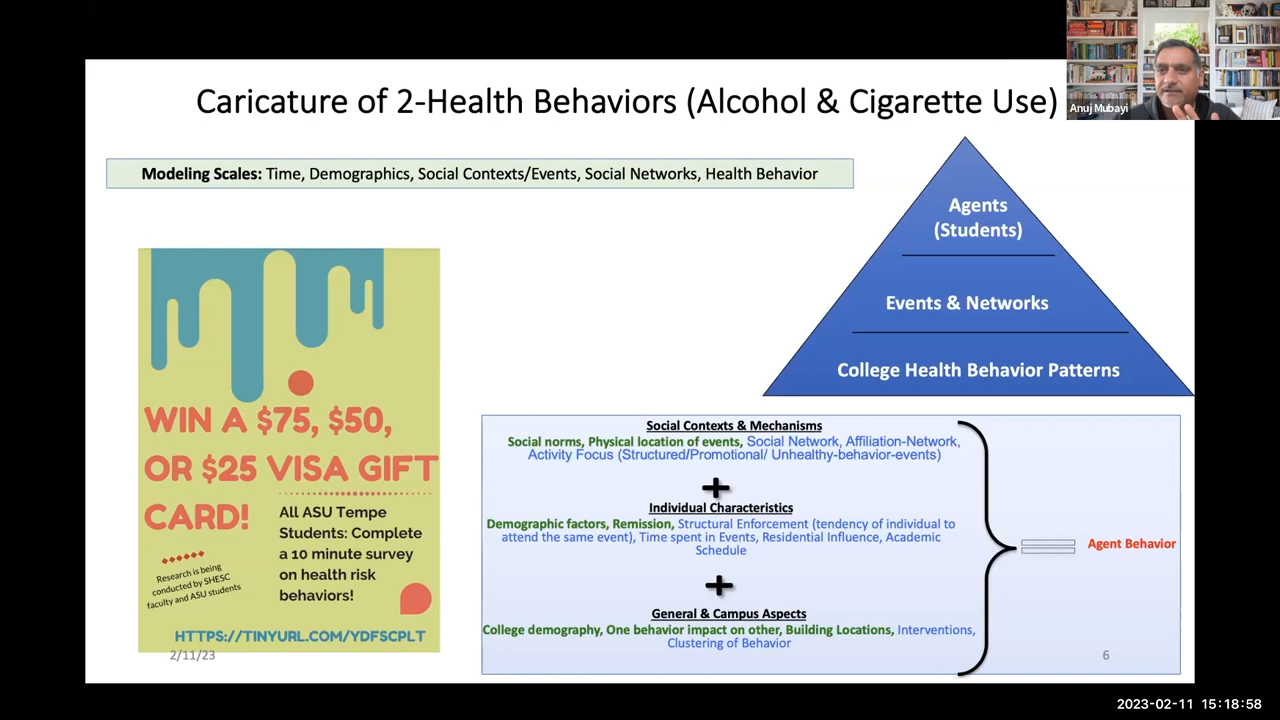 Caricature of 2-Health Behaviors (Alcohol & Cigarette Use)
Anuj Mubayi
Modeling Scales: Time, Demographics, Social Contexts/Events, Social Networks, Health Behavior
Agents
(Students)
Events & Networks
College Health Behavior Patterns
WIN A $75, $50,
OR $25 VISA GIFT
CARD!
All ASU Tempe
Students: Complete
a 10 minute survey
on health risk
behaviors!
Research is being
conducted by SHESC
faculty and ASU students
HTTPS://TINYURL.COM/YDFSCPLT
2/11/23
Social Contexts & Mechanisms
Social norms, Physical location of events, Social Network, Affiliation-Network,
Activity Focus (Structured/Promotional/ Unhealthy-behavior-events)
+
Individual Characteristics
Demographic factors, Remission, Structural Enforcement (tendency of individual to
attend the same event), Time spent in Events, Residential Influence, Academic
Schedule
+
General & Campus Aspects
College demography, One behavior impact on other, Building Locations, Interventions,
Clustering of Behavior
Agent Behavior
6
2023-02-11 15:18:58